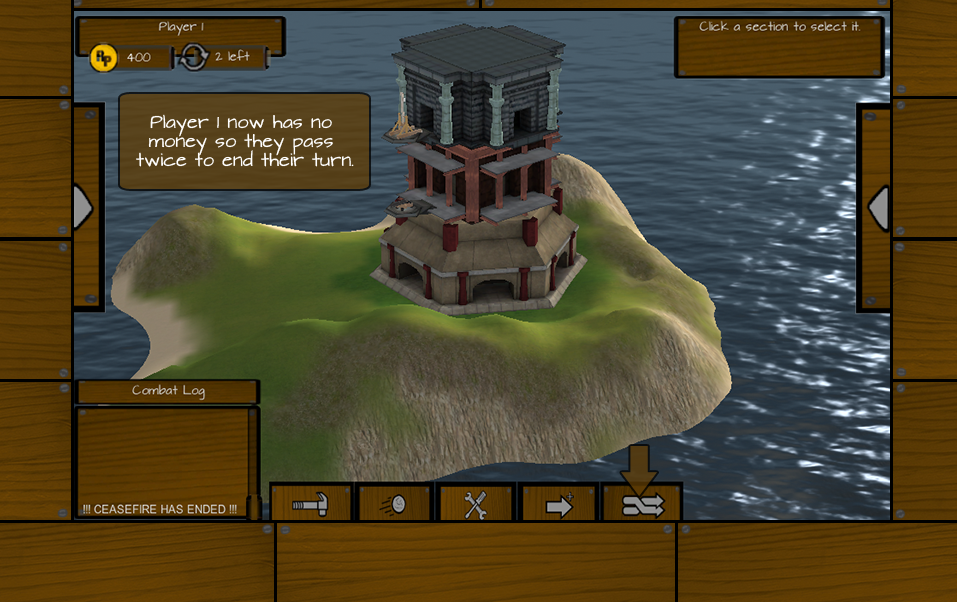 Player 1
RP 400
2 left
Click a section to select it.
Player 1 now has no
money so they pass
twice to end their turn.
Combat Log
!!! CEASEFIRE HAS ENDED !!!